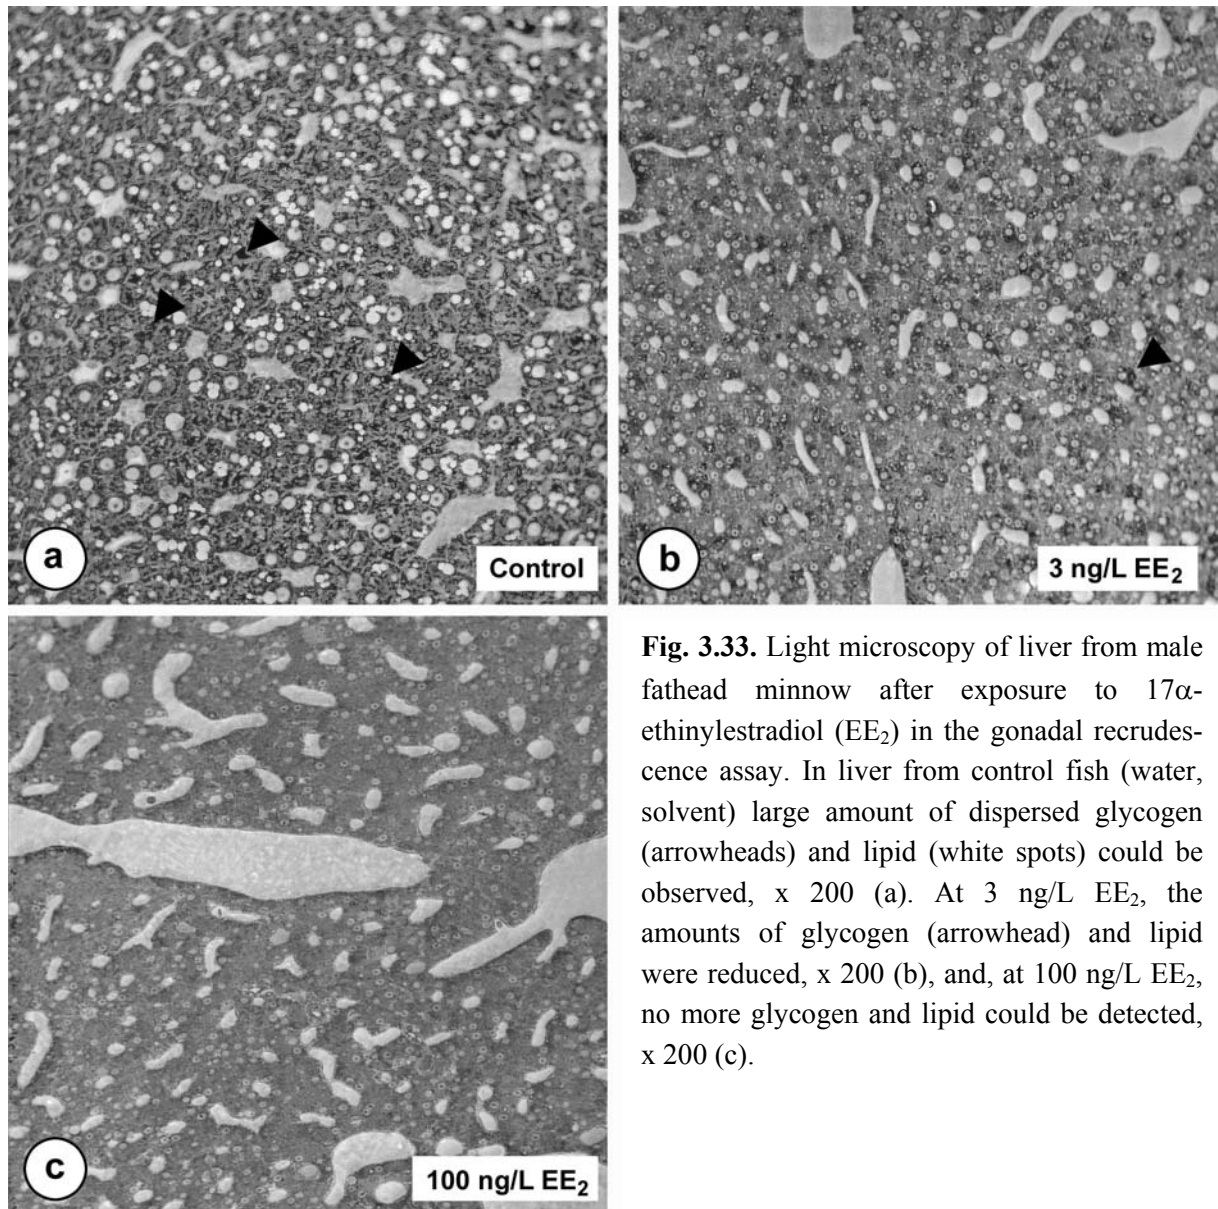 a
Control
b
3 ng/L EE₂
c
100 ng/L EE₂
Fig. 3.33. Light microscopy of liver from male
fathead minnow after exposure to 17α-
ethinylestradiol (EE₂) in the gonadal recrudes-
cence assay. In liver from control fish (water,
solvent) large amount of dispersed glycogen
(arrowheads) and lipid (white spots) could be
observed, x 200 (a). At 3 ng/L EE₂, the
amounts of glycogen (arrowhead) and lipid
were reduced, x 200 (b), and, at 100 ng/L EE₂,
no more glycogen and lipid could be detected,
x 200 (c).